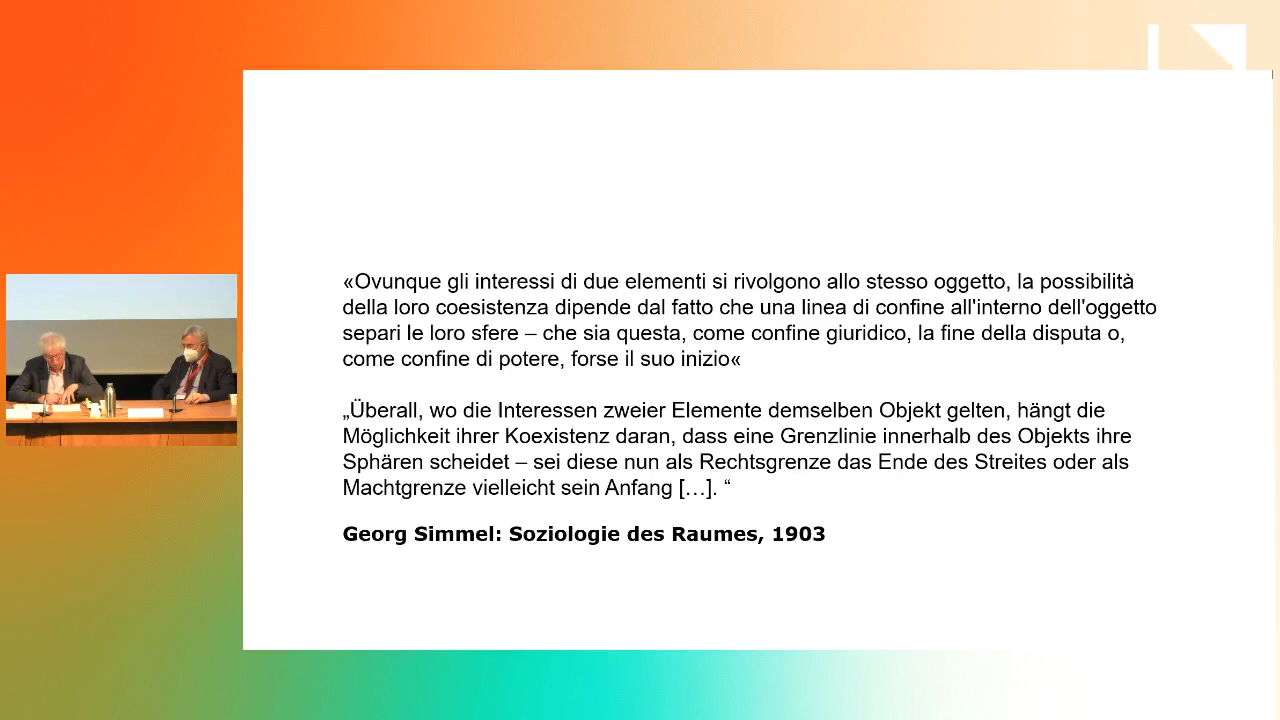 «Ovunque gli interessi di due elementi si rivolgono allo stesso oggetto, la possibilità
della loro coesistenza dipende dal fatto che una linea di confine all'interno dell'oggetto
separi le loro sfere – che sia questa, come confine giuridico, la fine della disputa o,
come confine di potere, forse il suo inizio«
„Überall, wo die Interessen zweier Elemente demselben Objekt gelten, hängt die
Möglichkeit ihrer Koexistenz daran, dass eine Grenzlinie innerhalb des Objekts ihre
Sphären scheidet – sei diese nun als Rechtsgrenze das Ende des Streites oder als
Machtgrenze vielleicht sein Anfang […]. “
Georg Simmel: Soziologie des Raumes, 1903